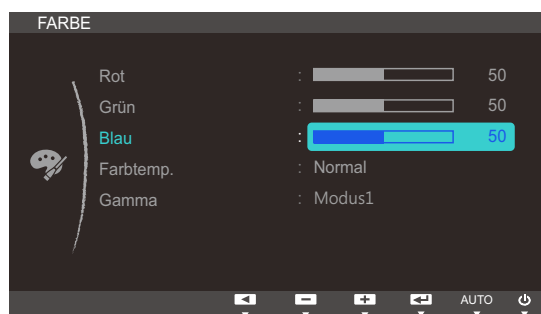 FARBE
Rot : 50
Grün : 50
Blau : 50
Farbtemp. : Normal
Gamma : Modus1
AUTO